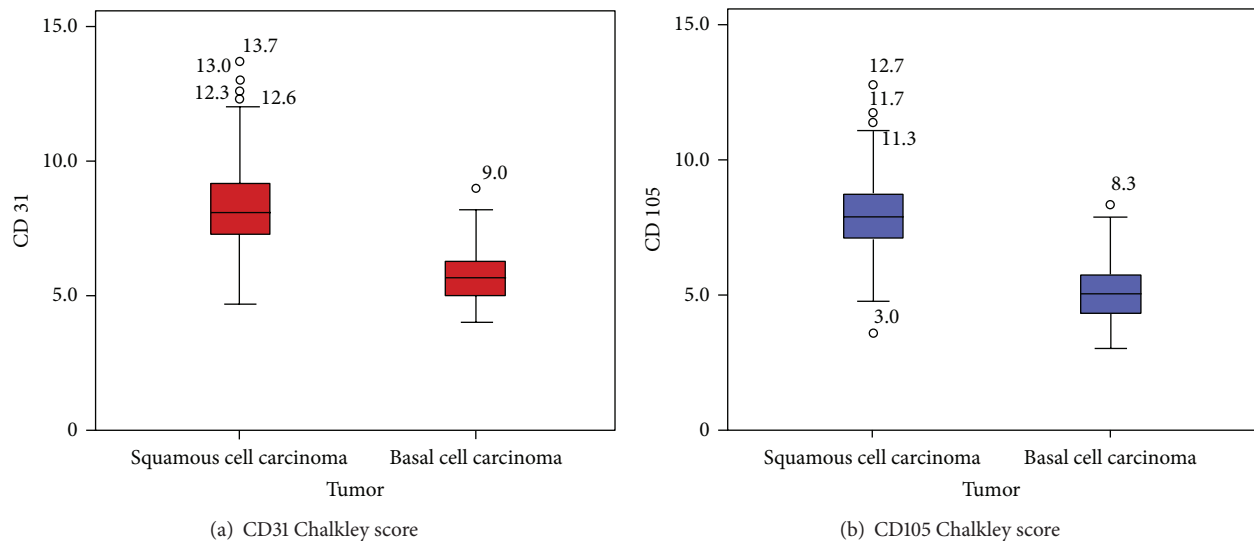 15.0
13.7
13.0
12.3
12.6
10.0
9.0
CD 31
5.0
0
Squamous cell carcinoma
Basal cell carcinoma
Tumor
(a) CD31 Chalkley score
15.0
12.7
11.7
11.3
10.0
8.3
CD 105
5.0
3.0
0
Squamous cell carcinoma
Basal cell carcinoma
Tumor
(b) CD105 Chalkley score